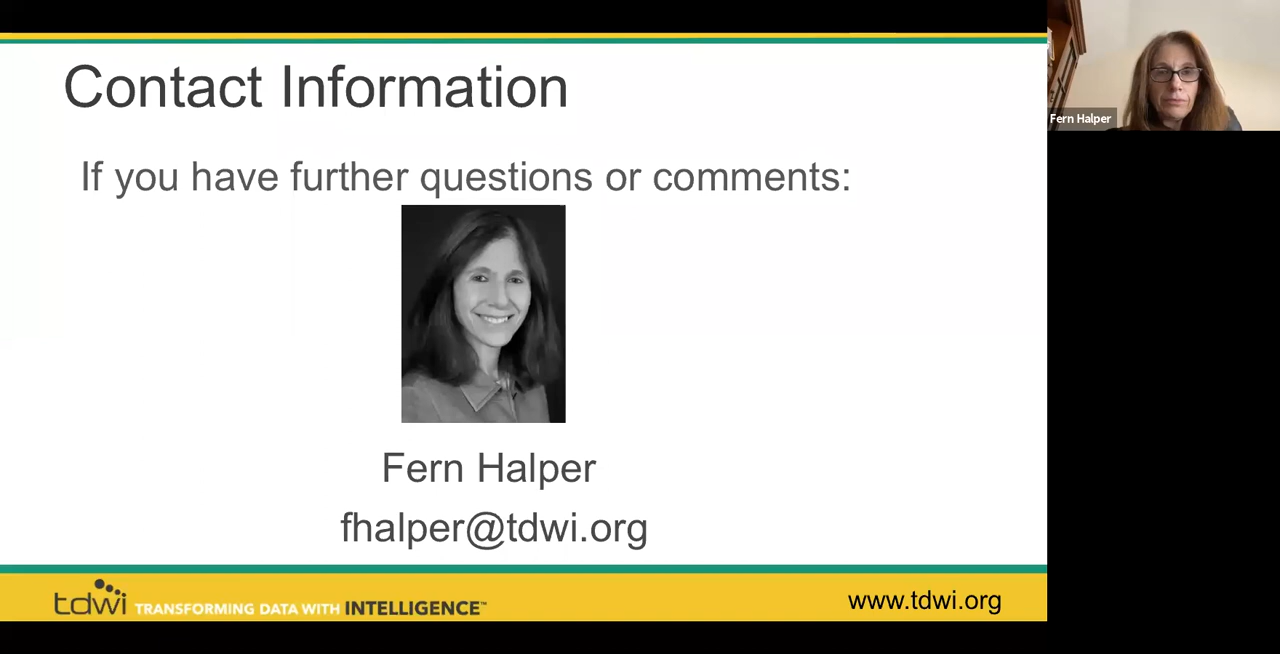 Contact Information
Fern Halper
If you have further questions or comments:
Fern Halper
fhalper@tdwi.org
tdwi TRANSFORMING DATA WITH INTELLIGENCE™
www.tdwi.org